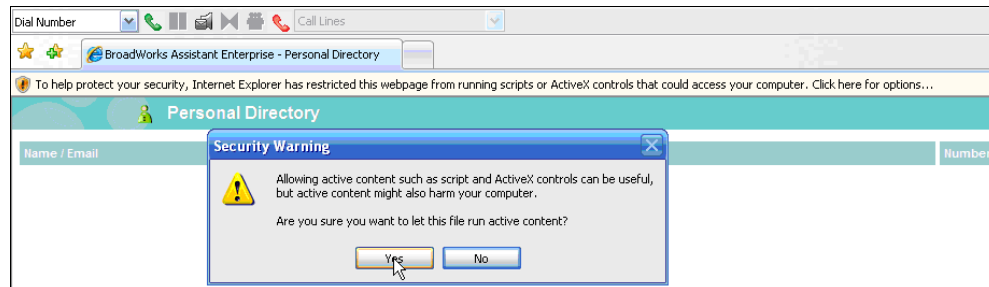 Dial Number
Call Lines
BroadWorks Assistant Enterprise - Personal Directory
To help protect your security, Internet Explorer has restricted this webpage from running scripts or ActiveX controls that could access your computer. Click here for options...
Personal Directory
Name / Email
Number
Security Warning
Allowing active content such as script and ActiveX controls can be useful,
but active content might also harm your computer.
Are you sure you want to let this file run active content?
Yes
No